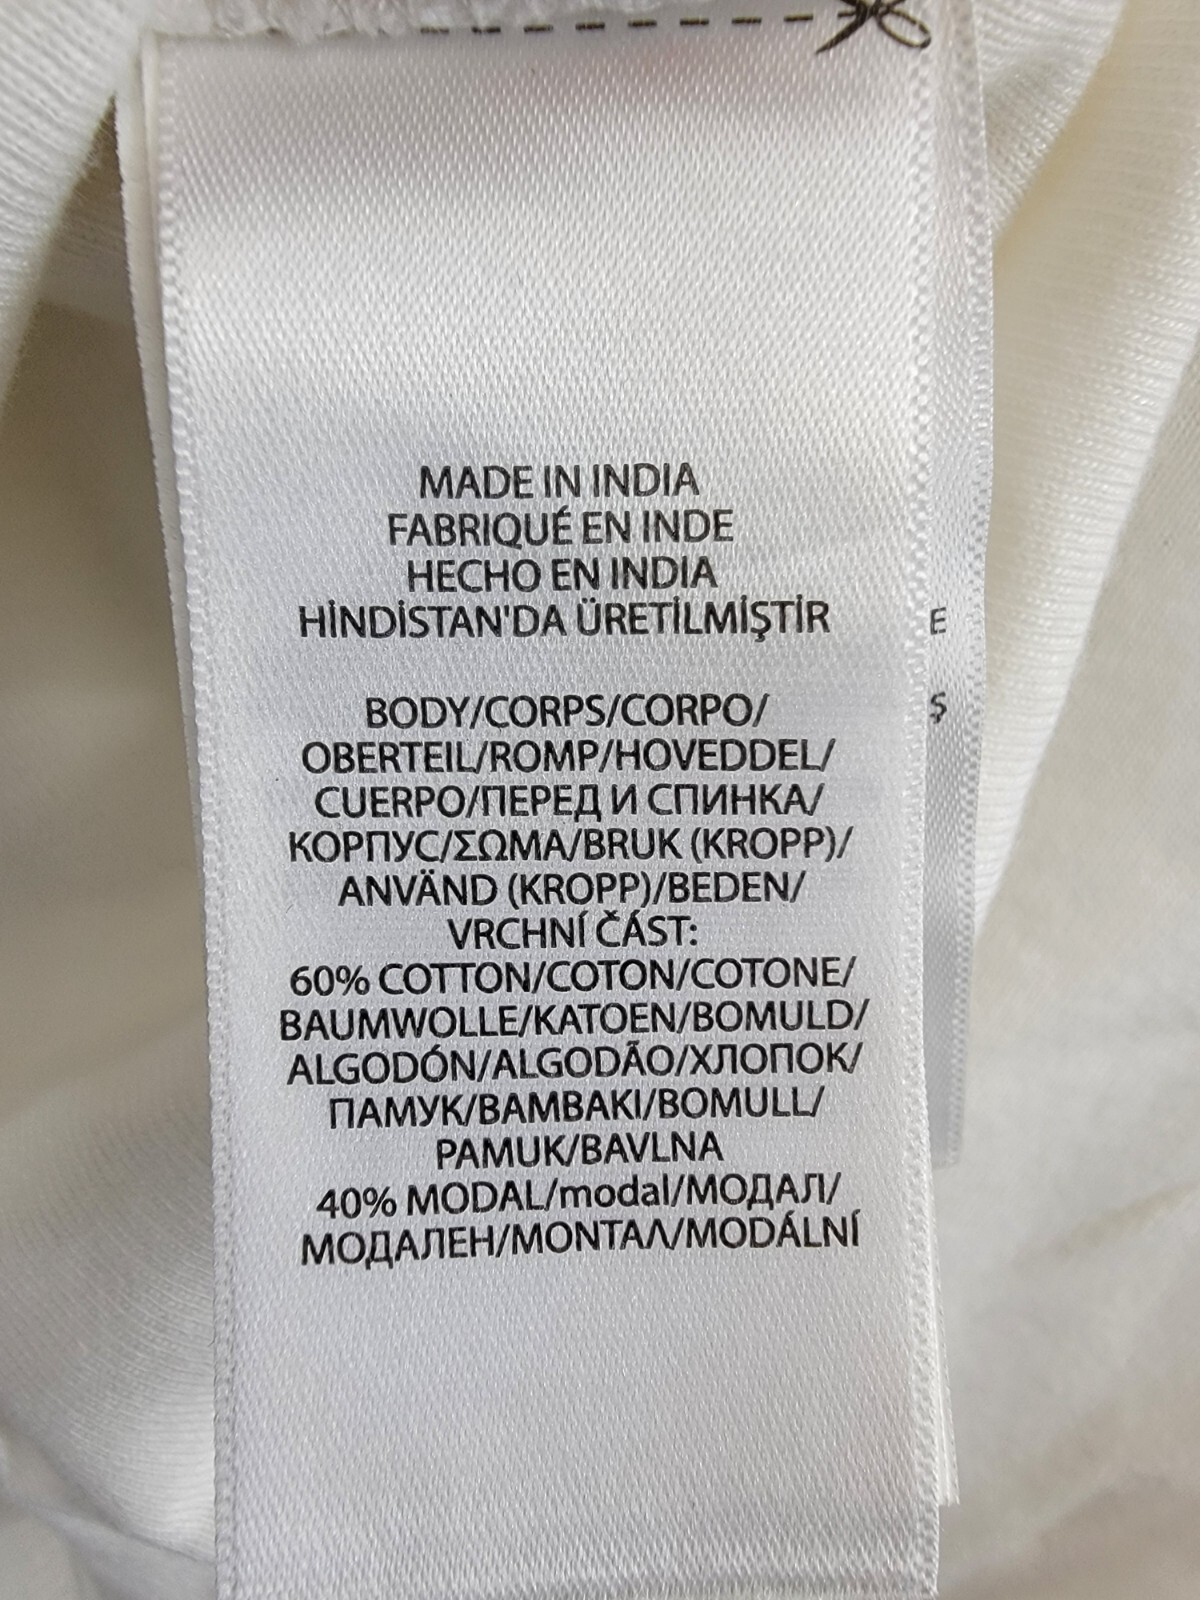 MADE IN INDIA
FABRIQUÉ EN INDE
HECHO EN INDIA
HİNDİSTAN'DA ÜRETİLMİŞTİR
E
Ş
BODY/CORPS/CORPO/
OBERTEIL/ROMP/HOVEDDEL/
CUERPO/ПЕРЕД И СПИНКА/
КОРПУС/ΣΩΜΑ/BRUK (KROPP)/
ANVÄND (KROPP)/BEDEN/
VRCHNÍ ČÁST:
60% COTTON/COTON/COTONE/
BAUMWOLLE/KATOEN/BOMULD/
ALGODÓN/ALGODÃO/ХЛОПОК/
ПАМУК/ΒΑΜΒΑΚΙ/BOMULL/
PAMUK/BAVLNA
40% MODAL/modal/МОДАЛ/
МОДАЛЕН/ΜΟΝΤΑΛ/MODÁLNÍ